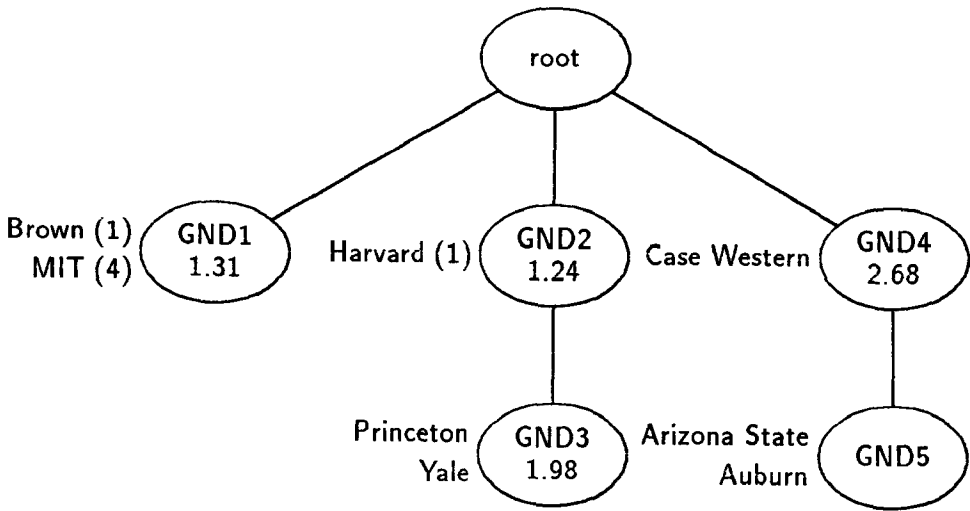 root
Brown (1)
MIT (4)
GND1
1.31
Harvard (1)
GND2
1.24
Case Western
GND4
2.68
Princeton
Yale
GND3
1.98
Arizona State
Auburn
GND5